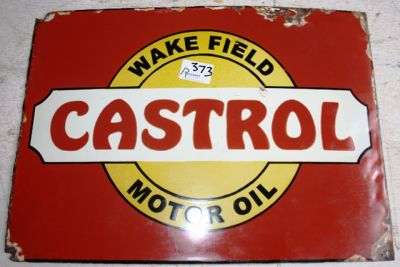 WAKE FIELD
373
CASTROL
MOTOR OIL